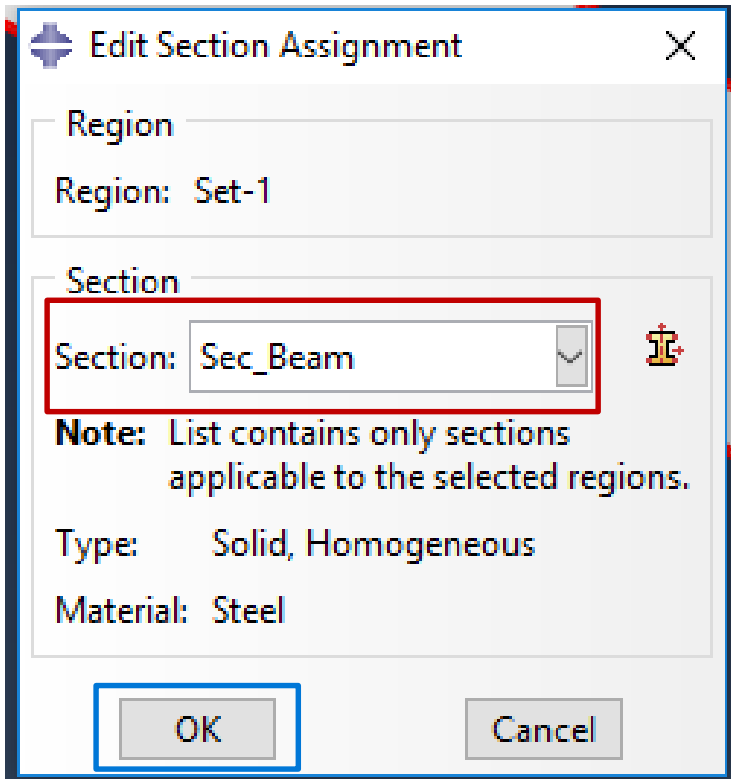 Edit Section Assignment
Region
Region: Set-1
Section
Section: Sec_Beam
Note: List contains only sections
applicable to the selected regions.
Type: Solid, Homogeneous
Material: Steel
OK Cancel